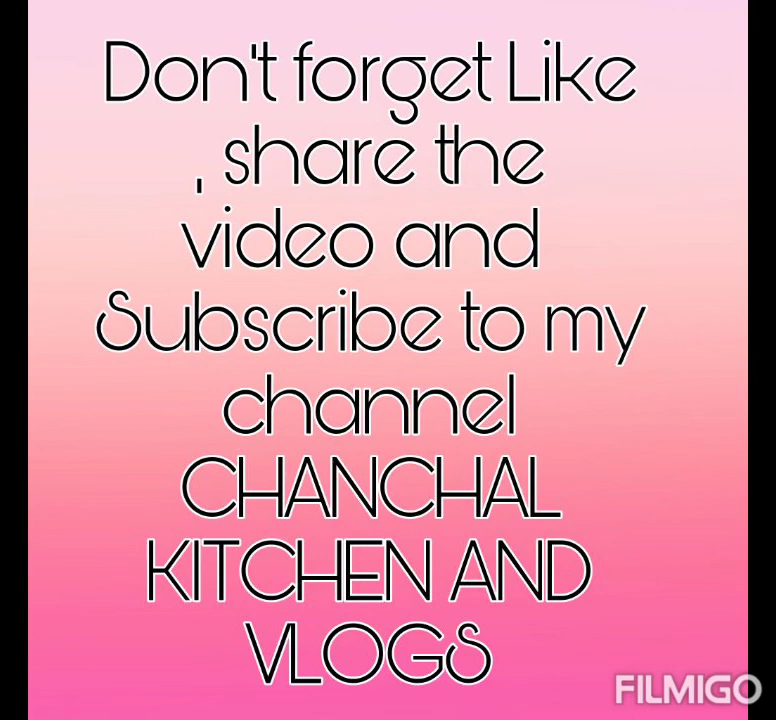 Don't forget Like
, share the
video and
Subscribe to my
channel
CHANCHAL
KITCHEN AND
VLOGS
FILMIGO